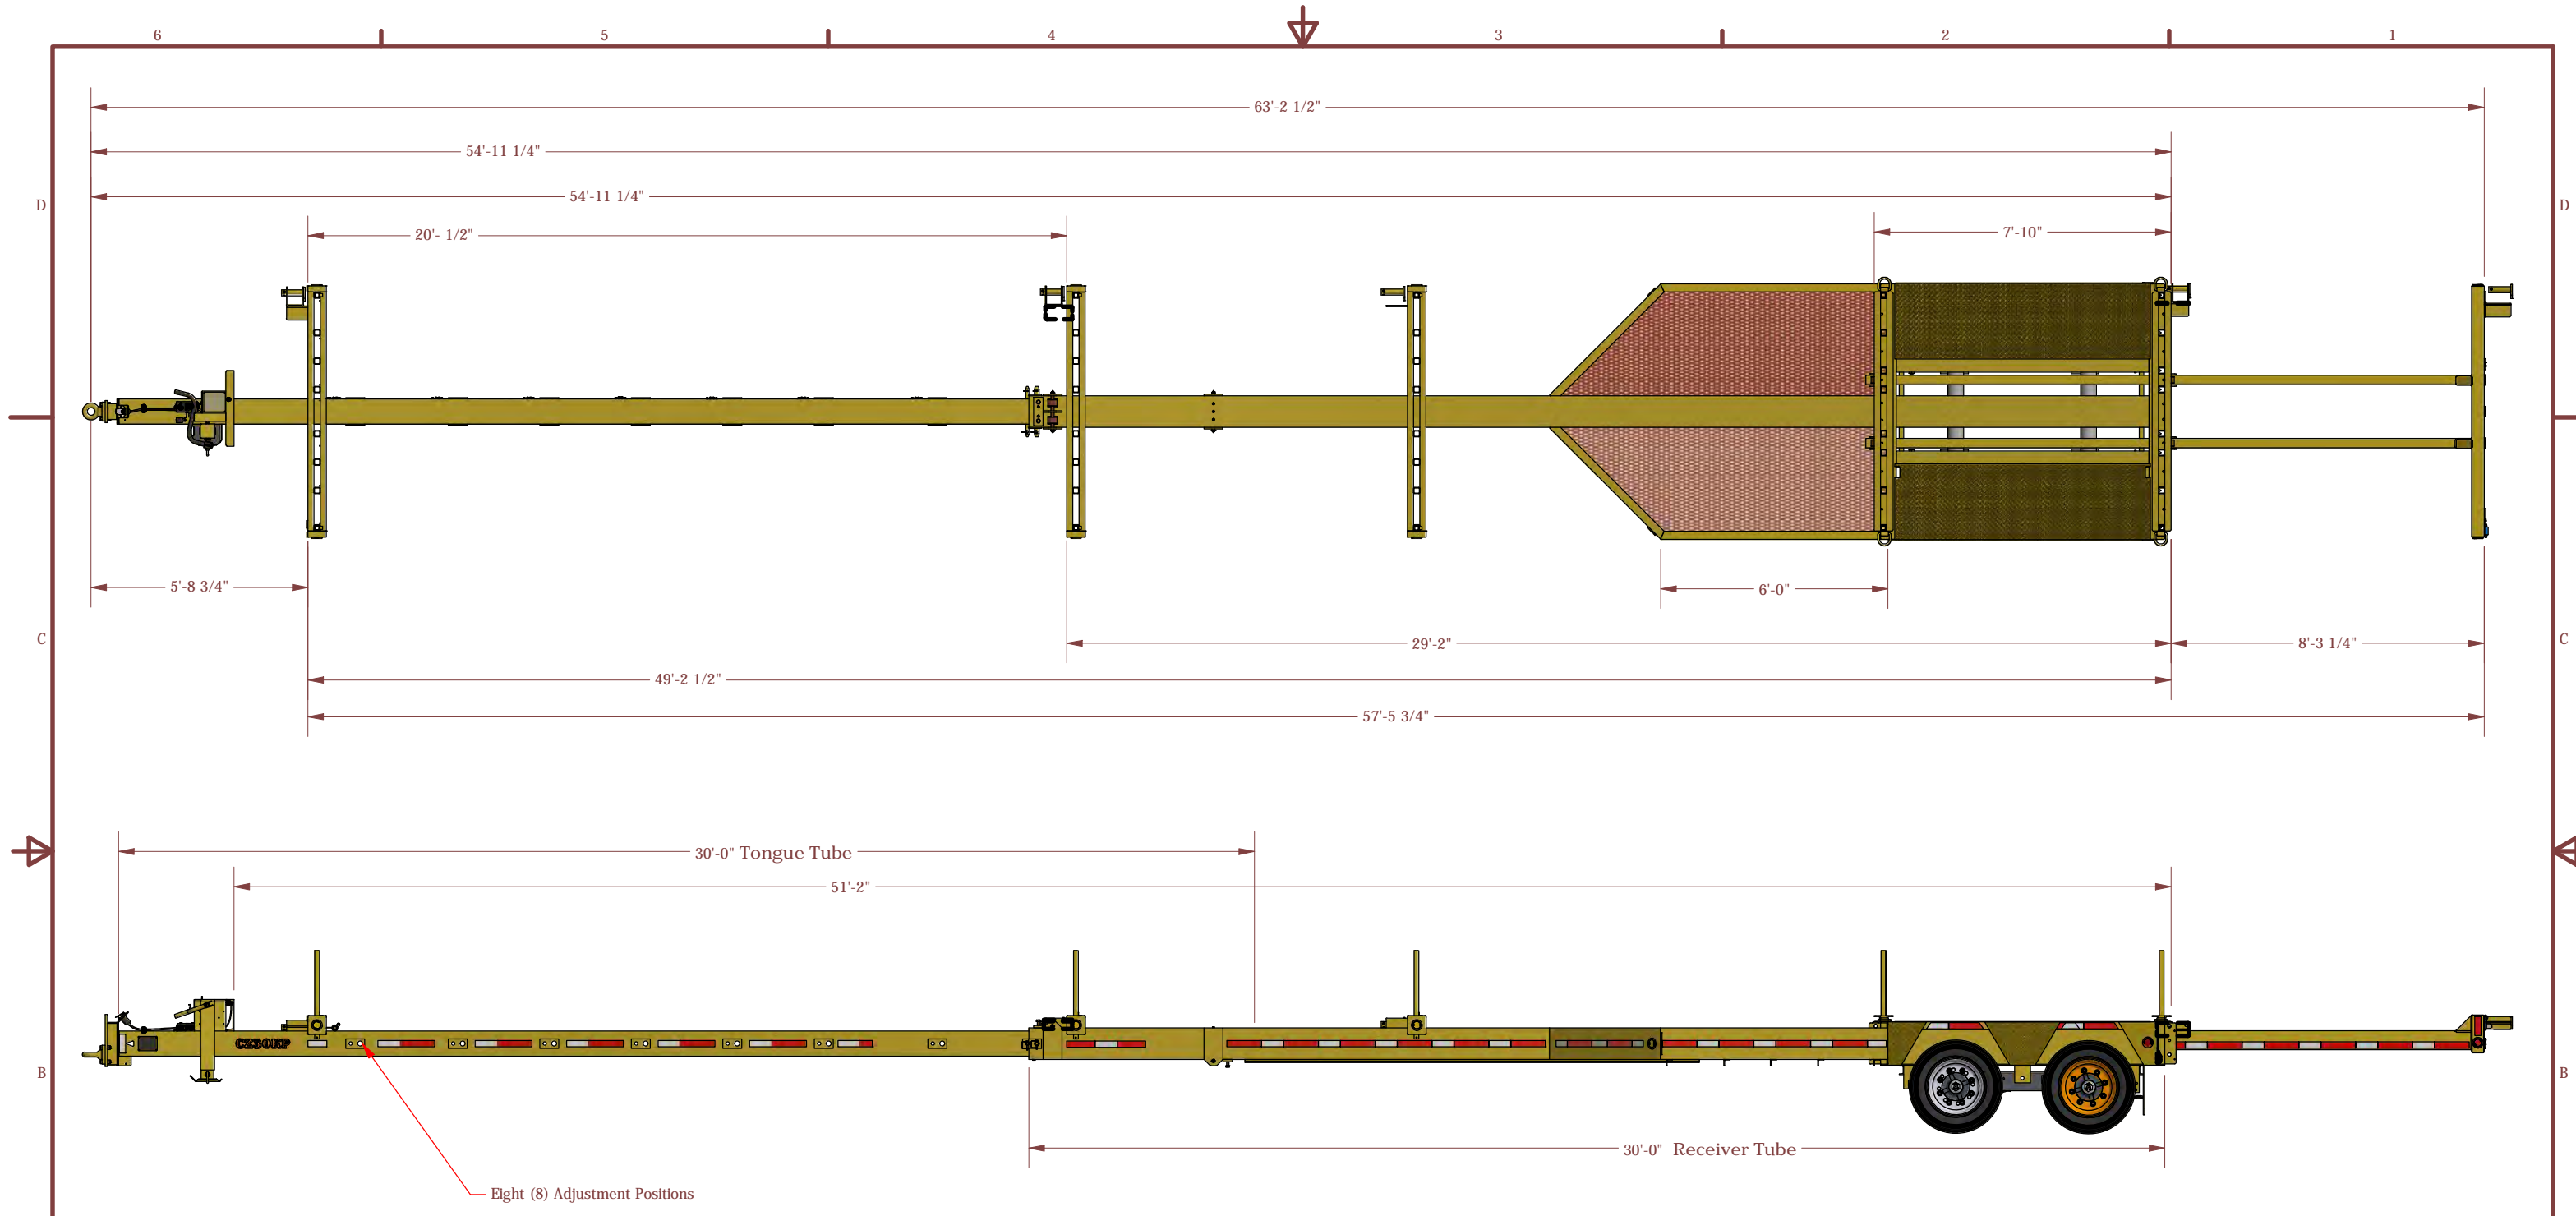 6 5 4 3 2 1
63'-2 1/2"
54'-11 1/4"
D 54'-11 1/4" D
20'- 1/2" 7'-10"
5'-8 3/4" 6'-0"
C 29'-2" 8'-3 1/4" C
49'-2 1/2"
57'-5 3/4"
30'-0" Tongue Tube
51'-2"
CZ30EP
B B
30'-0" Receiver Tube
Eight (8) Adjustment Positions